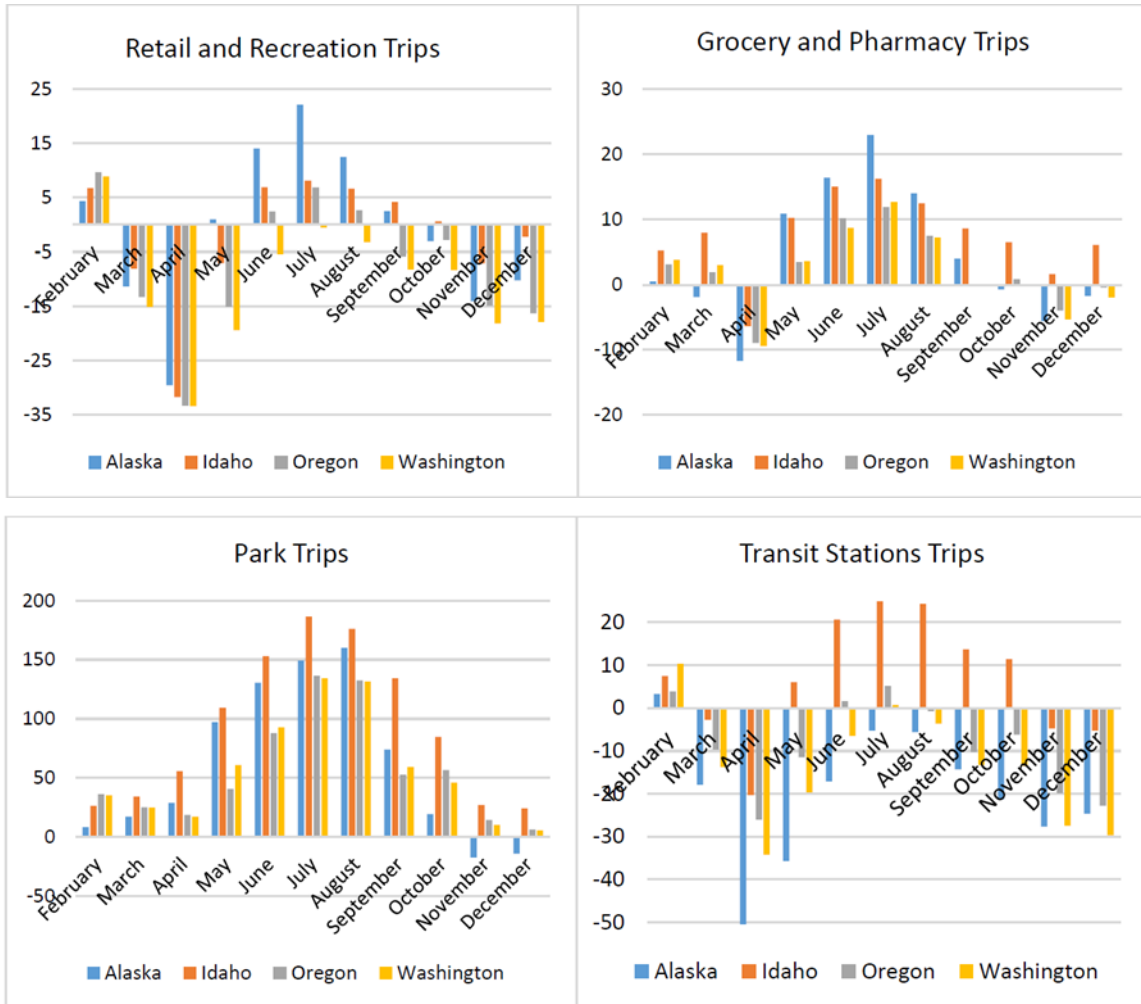 Retail and Recreation Trips
25
15
5
-5
-15
-25
-35
February
March
April
May
June
July
August
September
October
November
December
Alaska Idaho Oregon Washington
Grocery and Pharmacy Trips
30
20
10
0
-10
-20
February
March
April
May
June
July
August
September
October
November
December
Alaska Idaho Oregon Washington
Park Trips
200
150
100
50
0
-50
February
March
April
May
June
July
August
September
October
November
December
Alaska Idaho Oregon Washington
Transit Stations Trips
20
10
0
-10
-20
-30
-40
-50
February
March
April
May
June
July
August
September
October
November
December
Alaska Idaho Oregon Washington